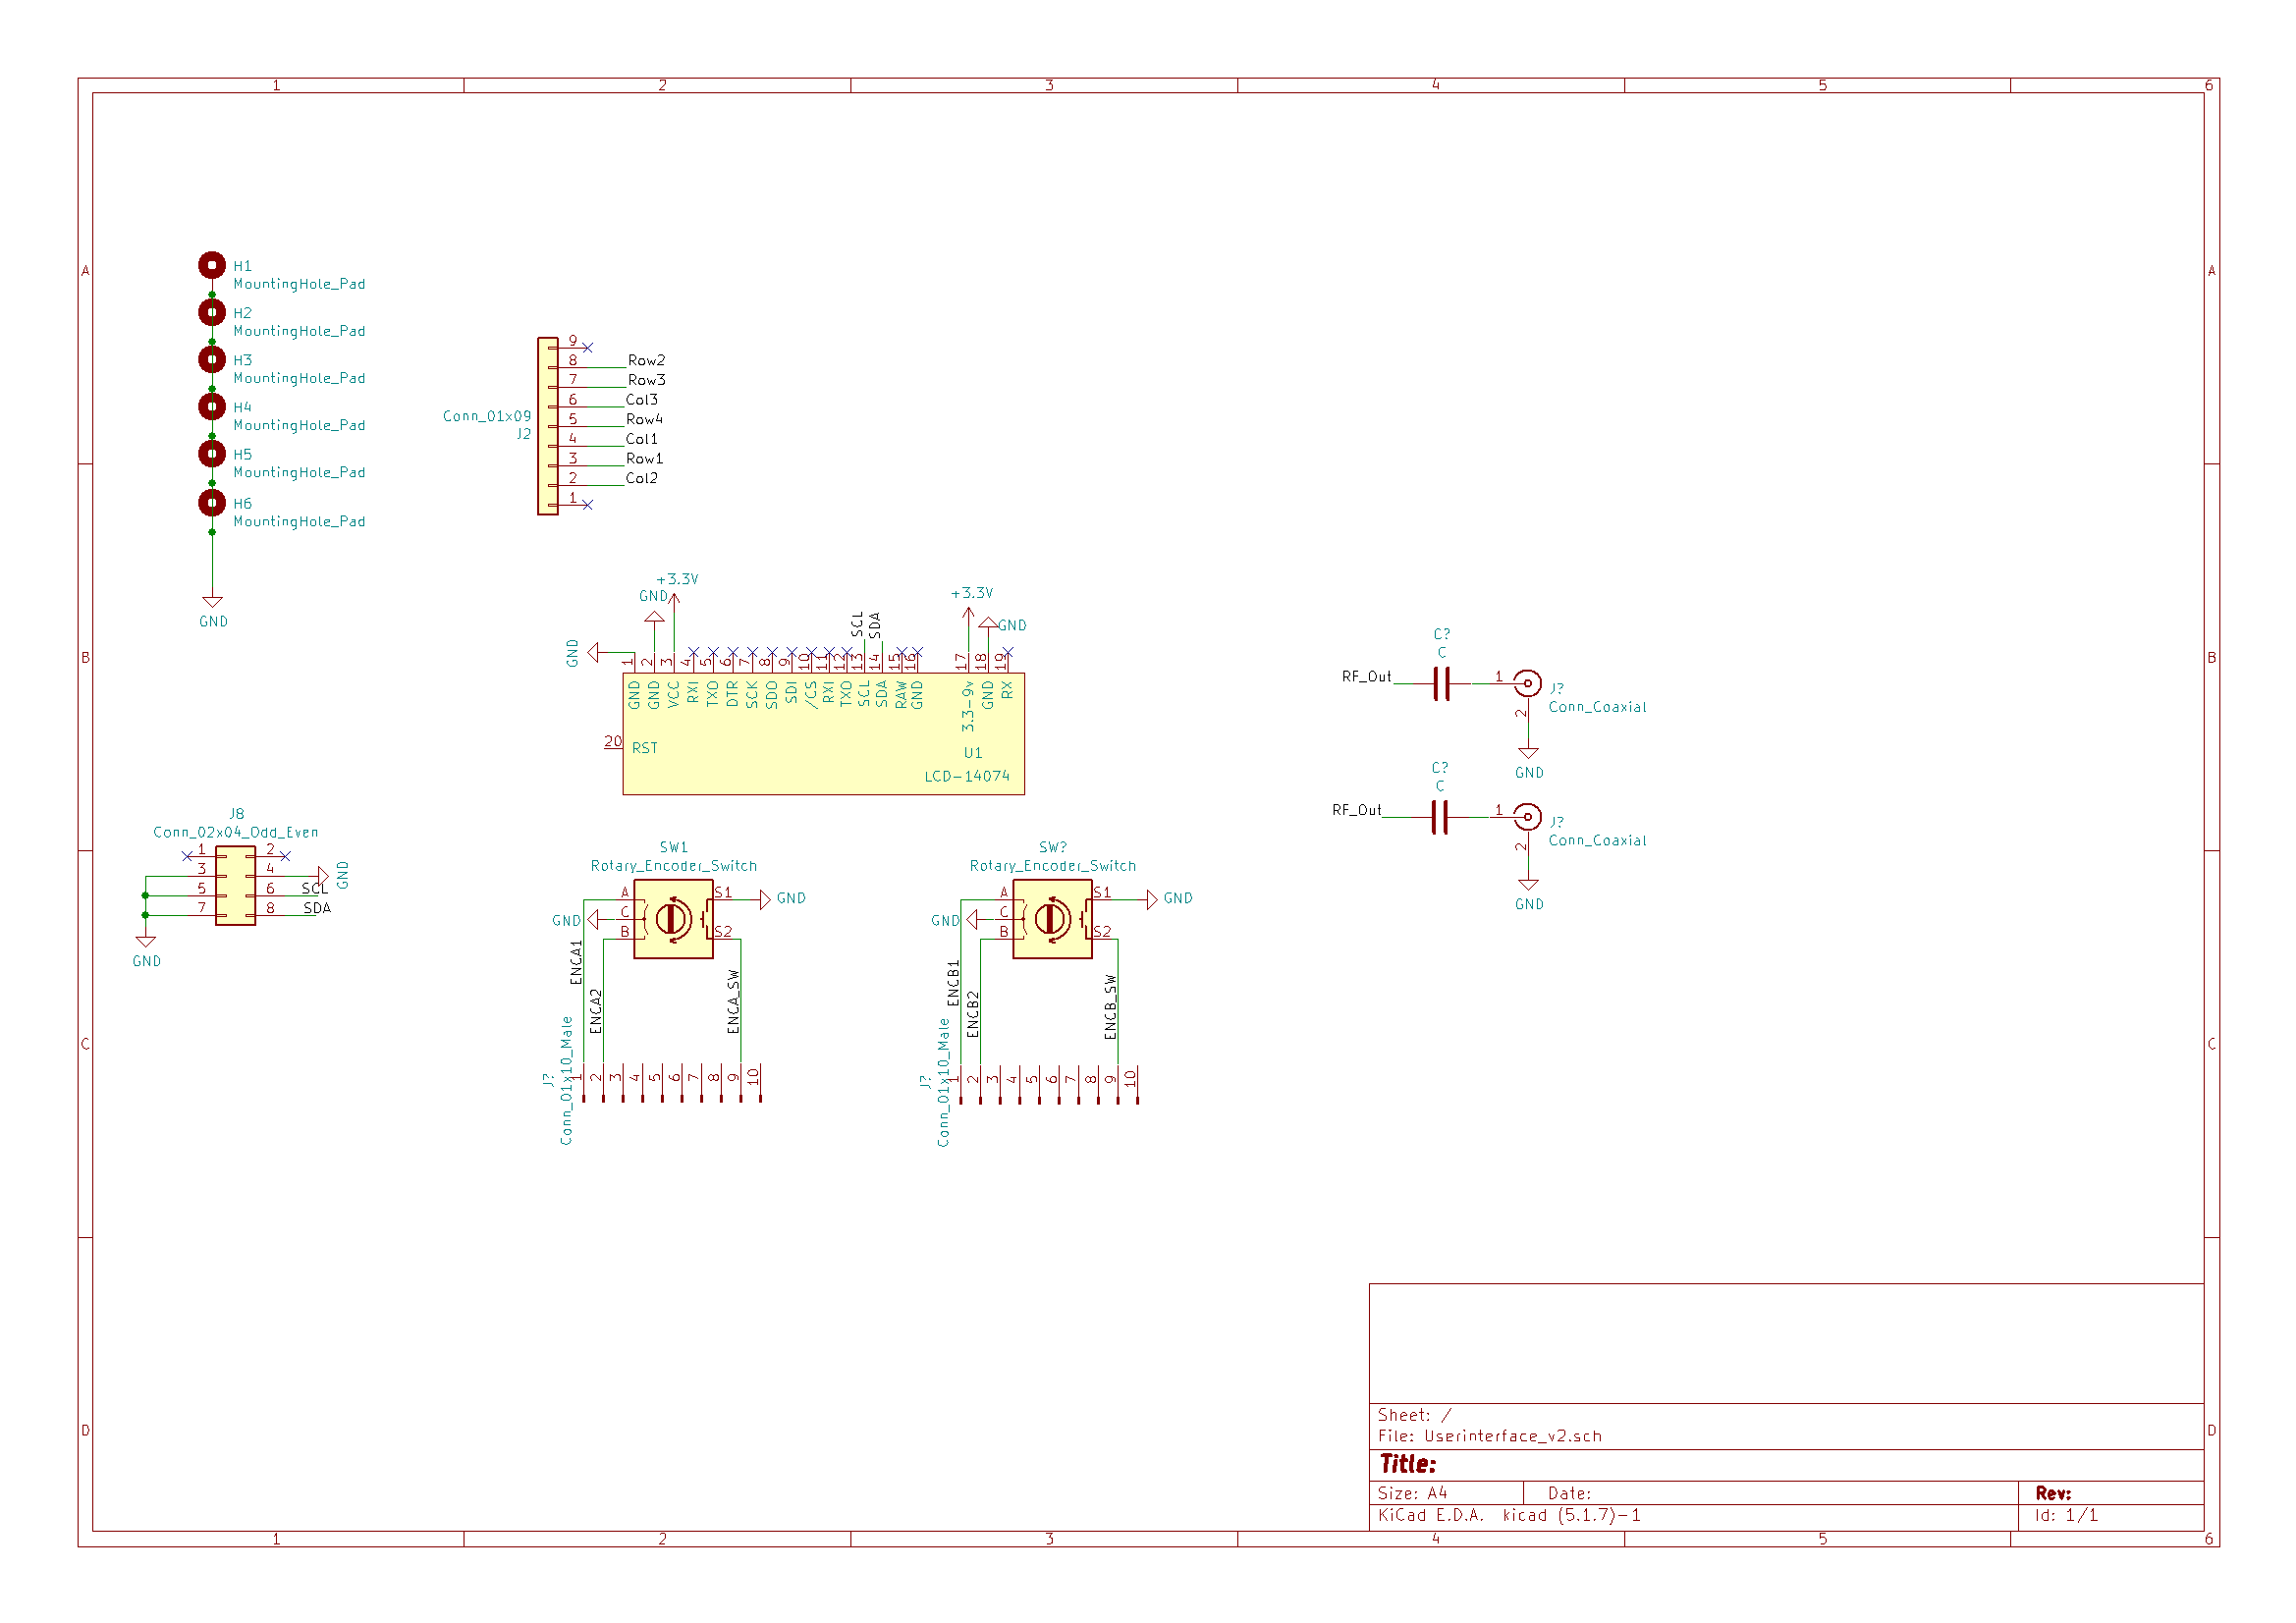 1 2 3 4 5 6
A A
H1
MountingHole_Pad
H2
MountingHole_Pad
H3
MountingHole_Pad
H4
MountingHole_Pad
H5
MountingHole_Pad
H6
MountingHole_Pad
GND
Conn_01x09
J2
9
8 Row2
7 Row3
6 Col3
5 Row4
4 Col1
3 Row1
2 Col2
1
B B
+3.3V
GND
GND
SCL
SDA
+3.3V
GND
1 2 3 4 5 6 7 8 9 10 11 12 13 14 15 16 17 18 19
GND GND VCC RXI TXO DTR SCK SDO SDI /CS RXI TXO SCL SDA RAW GND 3.3-9v GND RX
20 RST
U1
LCD-14074
C?
C
RF_Out
1
2
J?
Conn_Coaxial
GND
C?
C
RF_Out
1
2
J?
Conn_Coaxial
GND
J8
Conn_02x04_Odd_Even
1 2
3 4 GND
5 6 SCL
7 8 SDA
GND
SW1
Rotary_Encoder_Switch
A S1 GND
GND C
B S2
ENCA1
ENCA2
ENCA_SW
J?
Conn_01x10_Male
1 2 3 4 5 6 7 8 9 10
SW?
Rotary_Encoder_Switch
A S1 GND
GND C
B S2
ENCB1
ENCB2
ENCB_SW
J?
Conn_01x10_Male
1 2 3 4 5 6 7 8 9 10
C C
D D
Sheet: /
File: Userinterface_v2.sch
Title:
Size: A4 Date: Rev:
KiCad E.D.A. kicad (5.1.7)-1 Id: 1/1
1 2 3 4 5 6